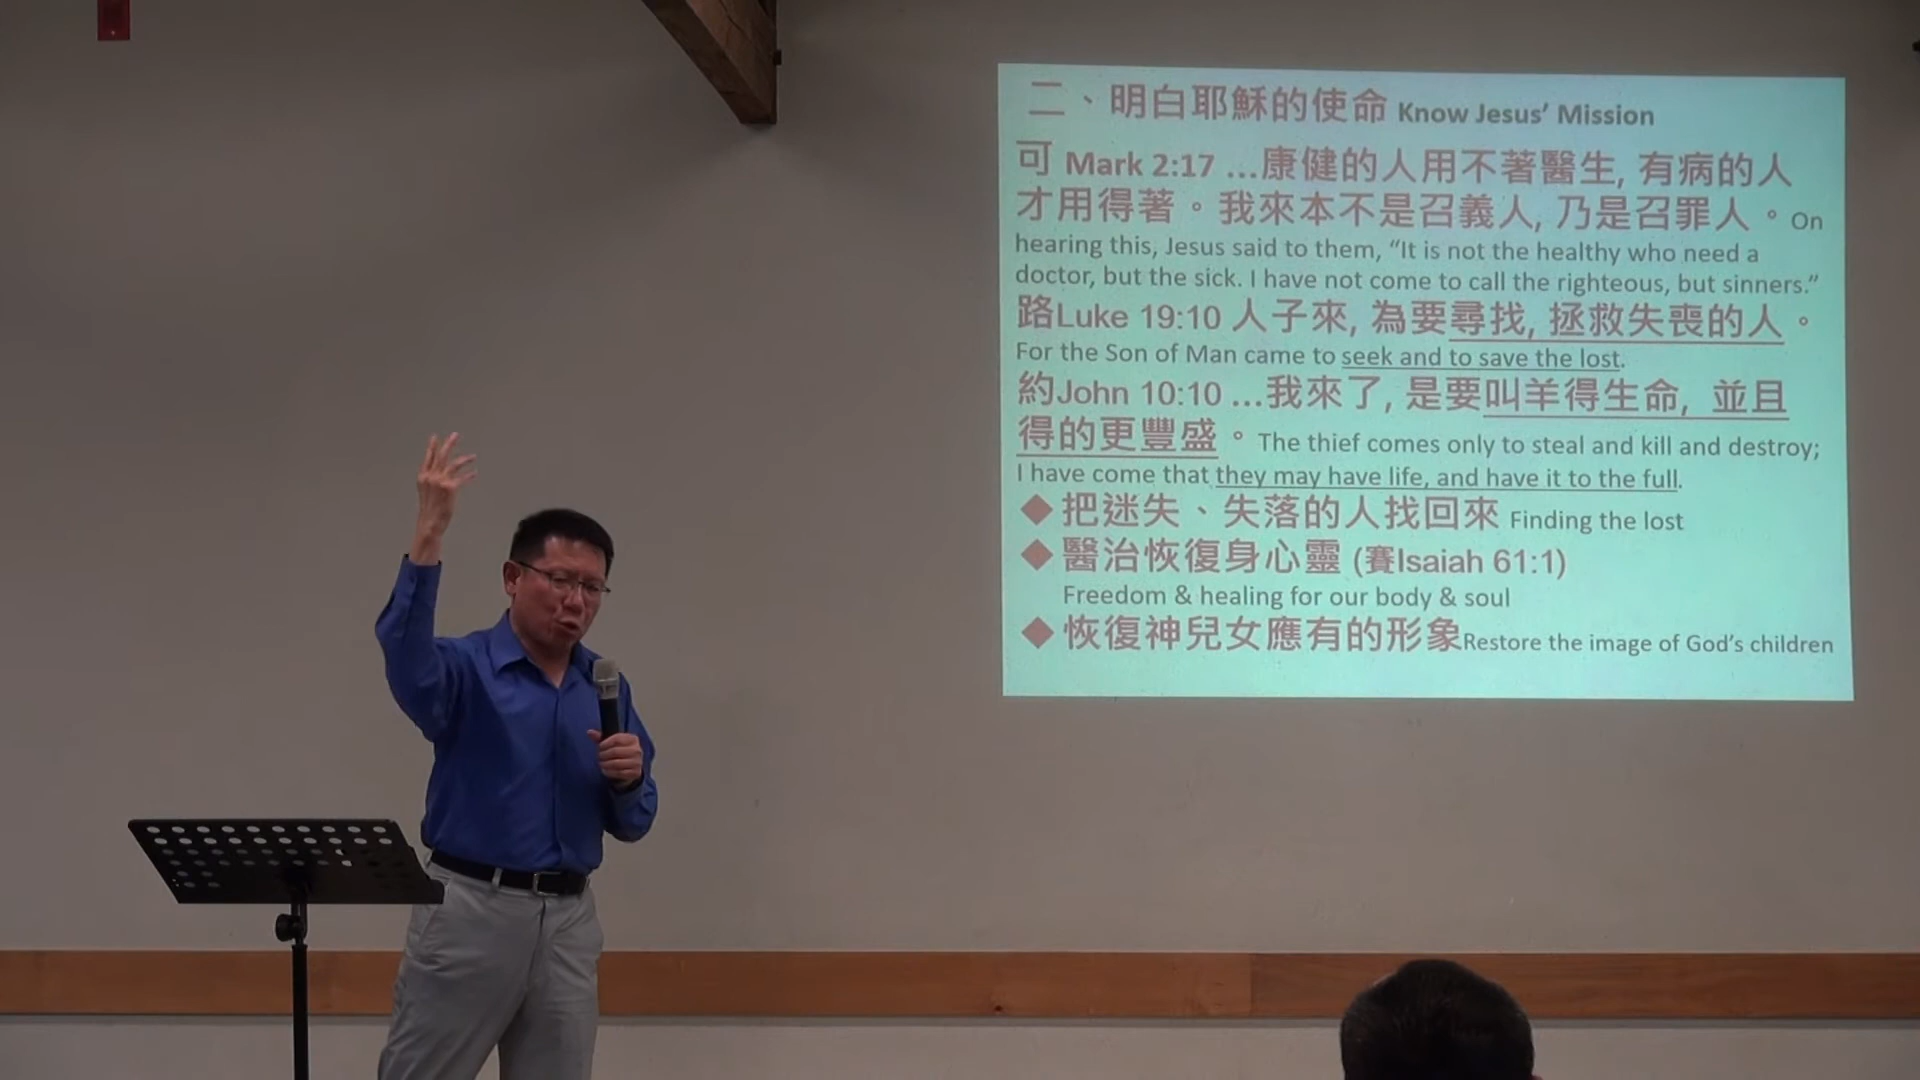 二、明白耶穌的使命 Know Jesus’ Mission
可 Mark 2:17 …康健的人用不著醫生, 有病的人
才用得著。我來本不是召義人, 乃是召罪人。On
hearing this, Jesus said to them, “It is not the healthy who need a
doctor, but the sick. I have not come to call the righteous, but sinners.”
路Luke 19:10 人子來, 為要尋找, 拯救失喪的人。
For the Son of Man came to seek and to save the lost.
約John 10:10 …我來了, 是要叫羊得生命, 並且
得的更豐盛。The thief comes only to steal and kill and destroy;
I have come that they may have life, and have it to the full.
◆把迷失、失落的人找回來 Finding the lost
◆醫治恢復身心靈 (賽Isaiah 61:1)
Freedom & healing for our body & soul
◆恢復神兒女應有的形象Restore the image of God’s children